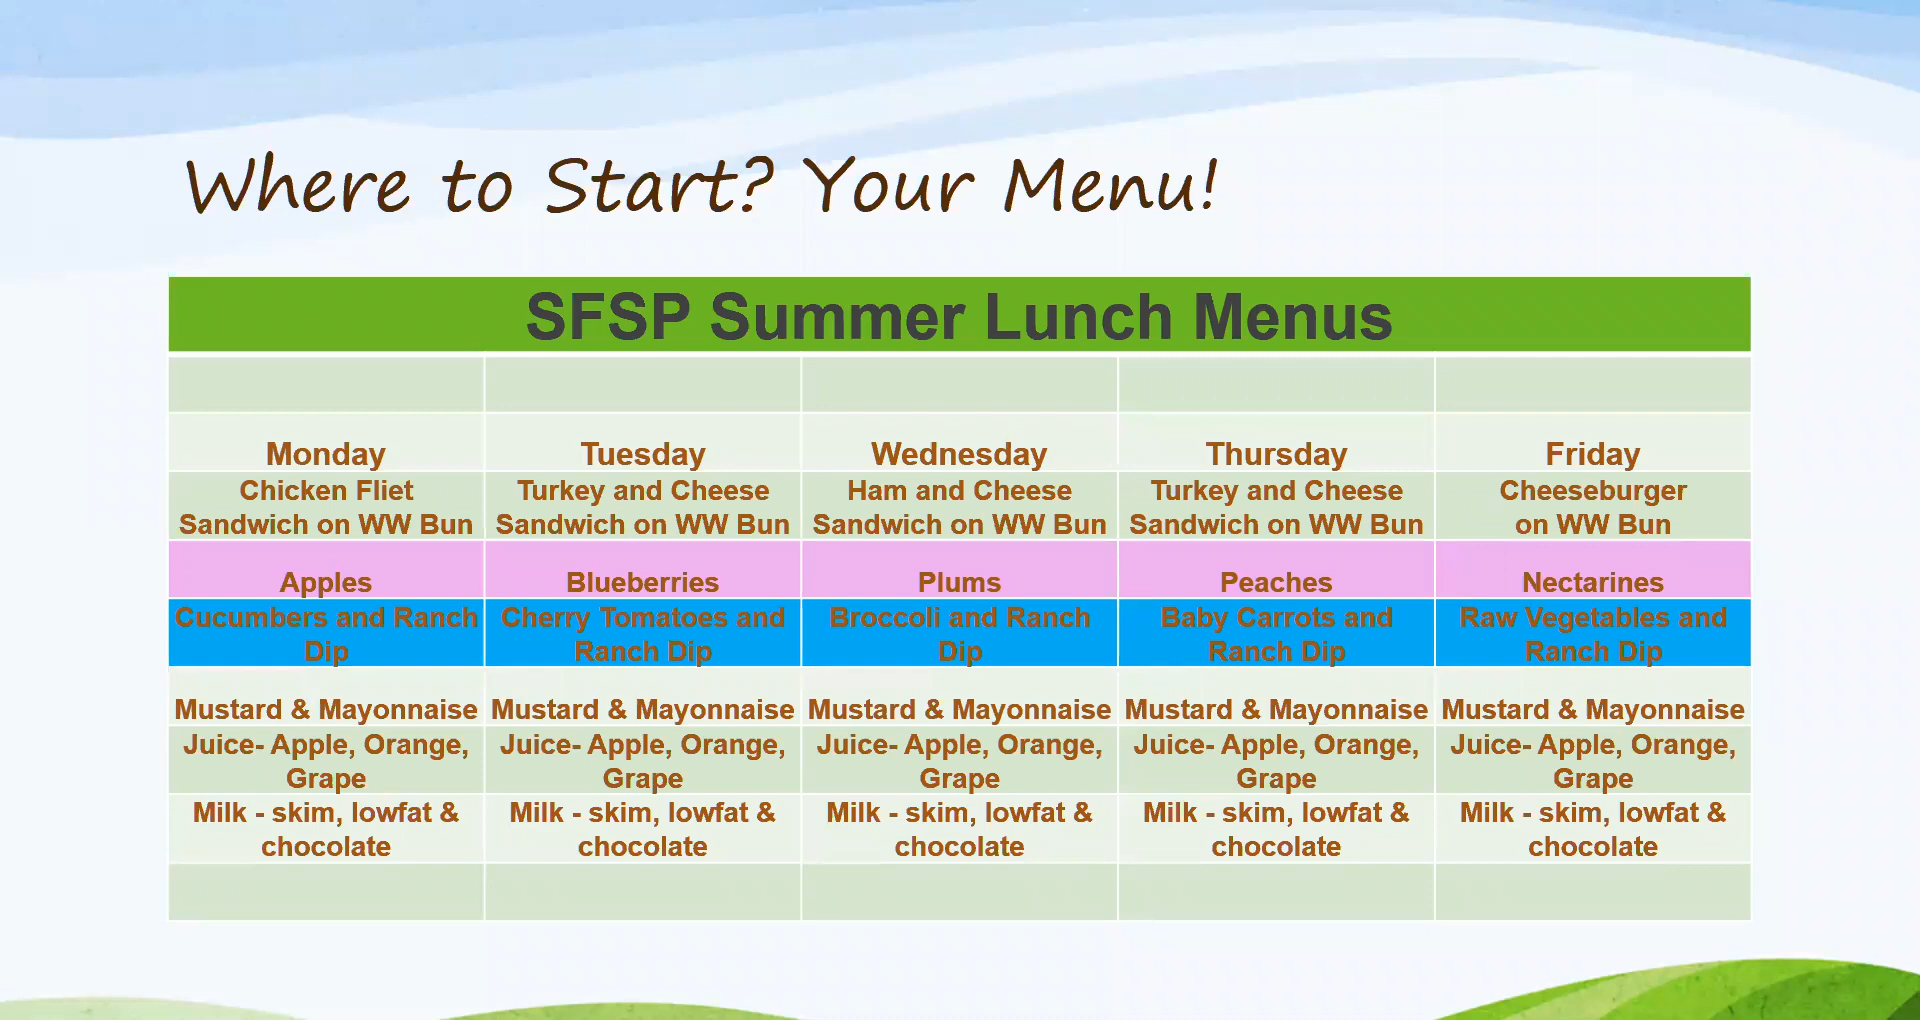 Where to Start? Your Menu!
SFSP Summer Lunch Menus
Monday Tuesday Wednesday Thursday Friday
Chicken Fliet Turkey and Cheese Ham and Cheese Turkey and Cheese Cheeseburger
Sandwich on WW Bun Sandwich on WW Bun Sandwich on WW Bun Sandwich on WW Bun on WW Bun
Apples Blueberries Plums Peaches Nectarines
Cucumbers and Ranch Cherry Tomatoes and Broccoli and Ranch Baby Carrots and Raw Vegetables and
Dip Ranch Dip Dip Ranch Dip Ranch Dip
Mustard & Mayonnaise Mustard & Mayonnaise Mustard & Mayonnaise Mustard & Mayonnaise Mustard & Mayonnaise
Juice- Apple, Orange, Juice- Apple, Orange, Juice- Apple, Orange, Juice- Apple, Orange, Juice- Apple, Orange,
Grape Grape Grape Grape Grape
Milk - skim, lowfat & Milk - skim, lowfat & Milk - skim, lowfat & Milk - skim, lowfat & Milk - skim, lowfat &
chocolate chocolate chocolate chocolate chocolate